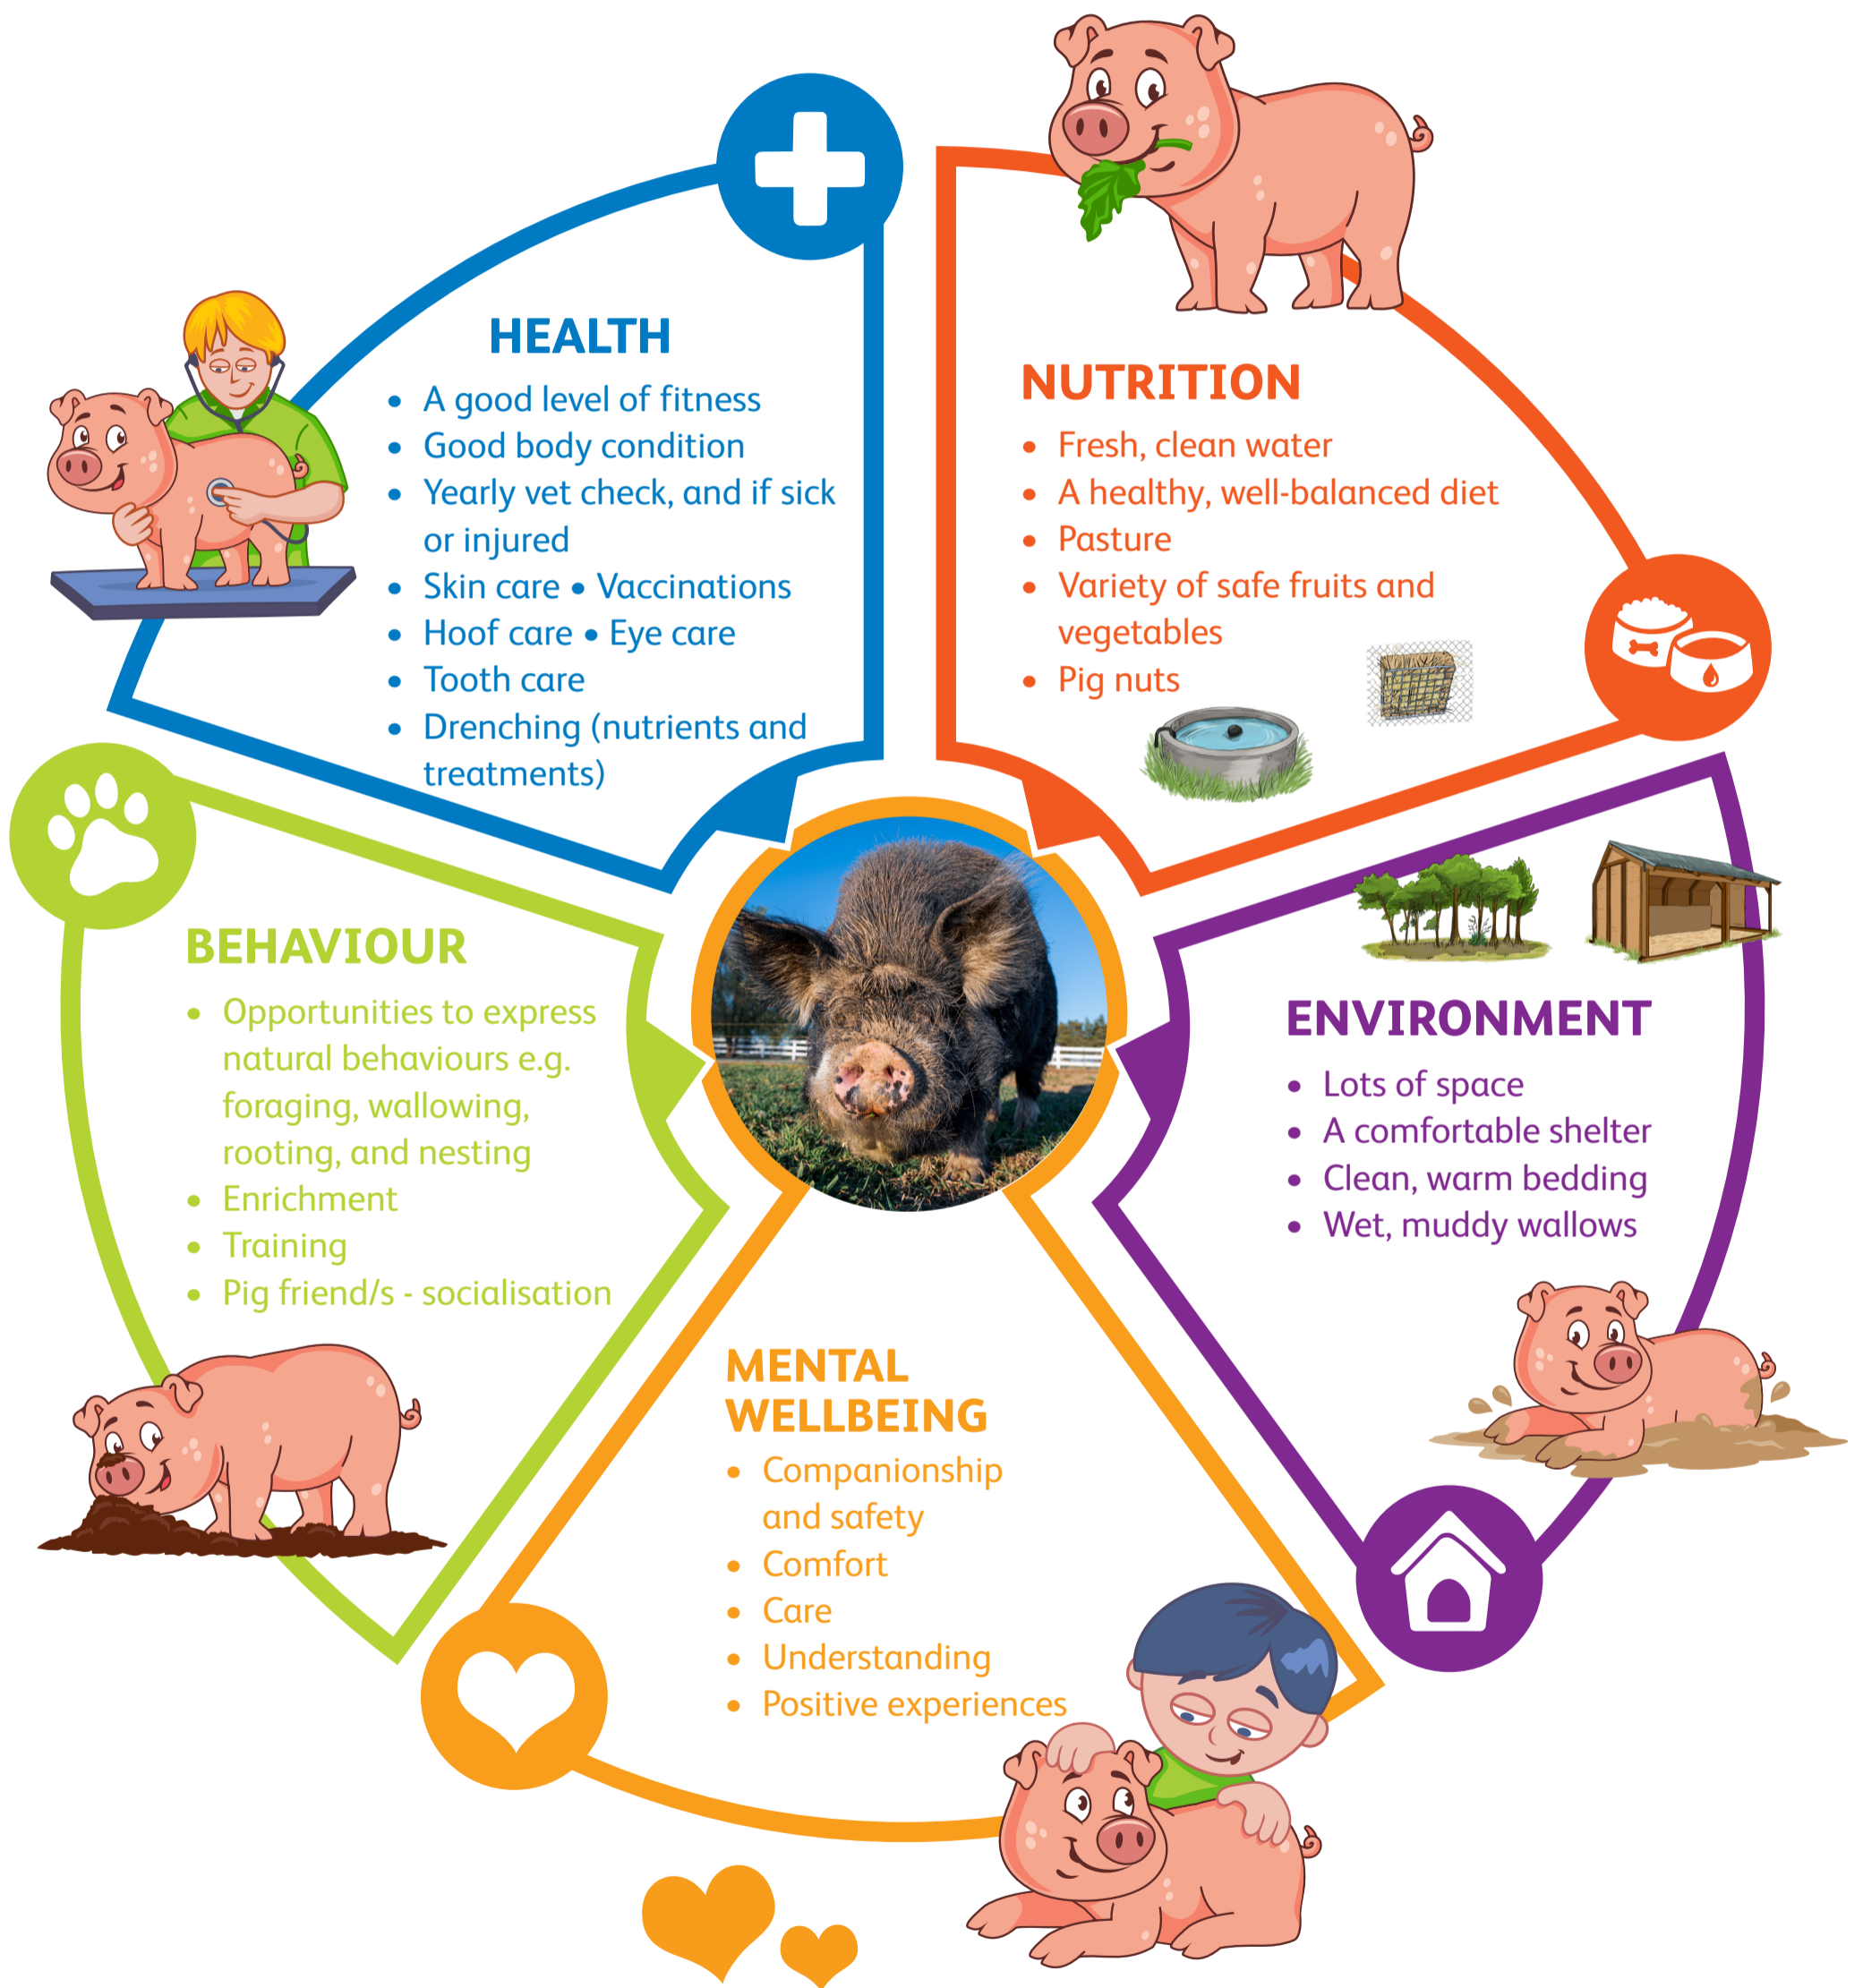 HEALTH
• A good level of fitness
• Good body condition
• Yearly vet check, and if sick
or injured
• Skin care • Vaccinations
• Hoof care • Eye care
• Tooth care
• Drenching (nutrients and
treatments)
NUTRITION
• Fresh, clean water
• A healthy, well-balanced diet
• Pasture
• Variety of safe fruits and
vegetables
• Pig nuts
BEHAVIOUR
• Opportunities to express
natural behaviours e.g.
foraging, wallowing,
rooting, and nesting
• Enrichment
• Training
• Pig friend/s - socialisation
ENVIRONMENT
• Lots of space
• A comfortable shelter
• Clean, warm bedding
• Wet, muddy wallows
MENTAL
WELLBEING
• Companionship
and safety
• Comfort
• Care
• Understanding
• Positive experiences